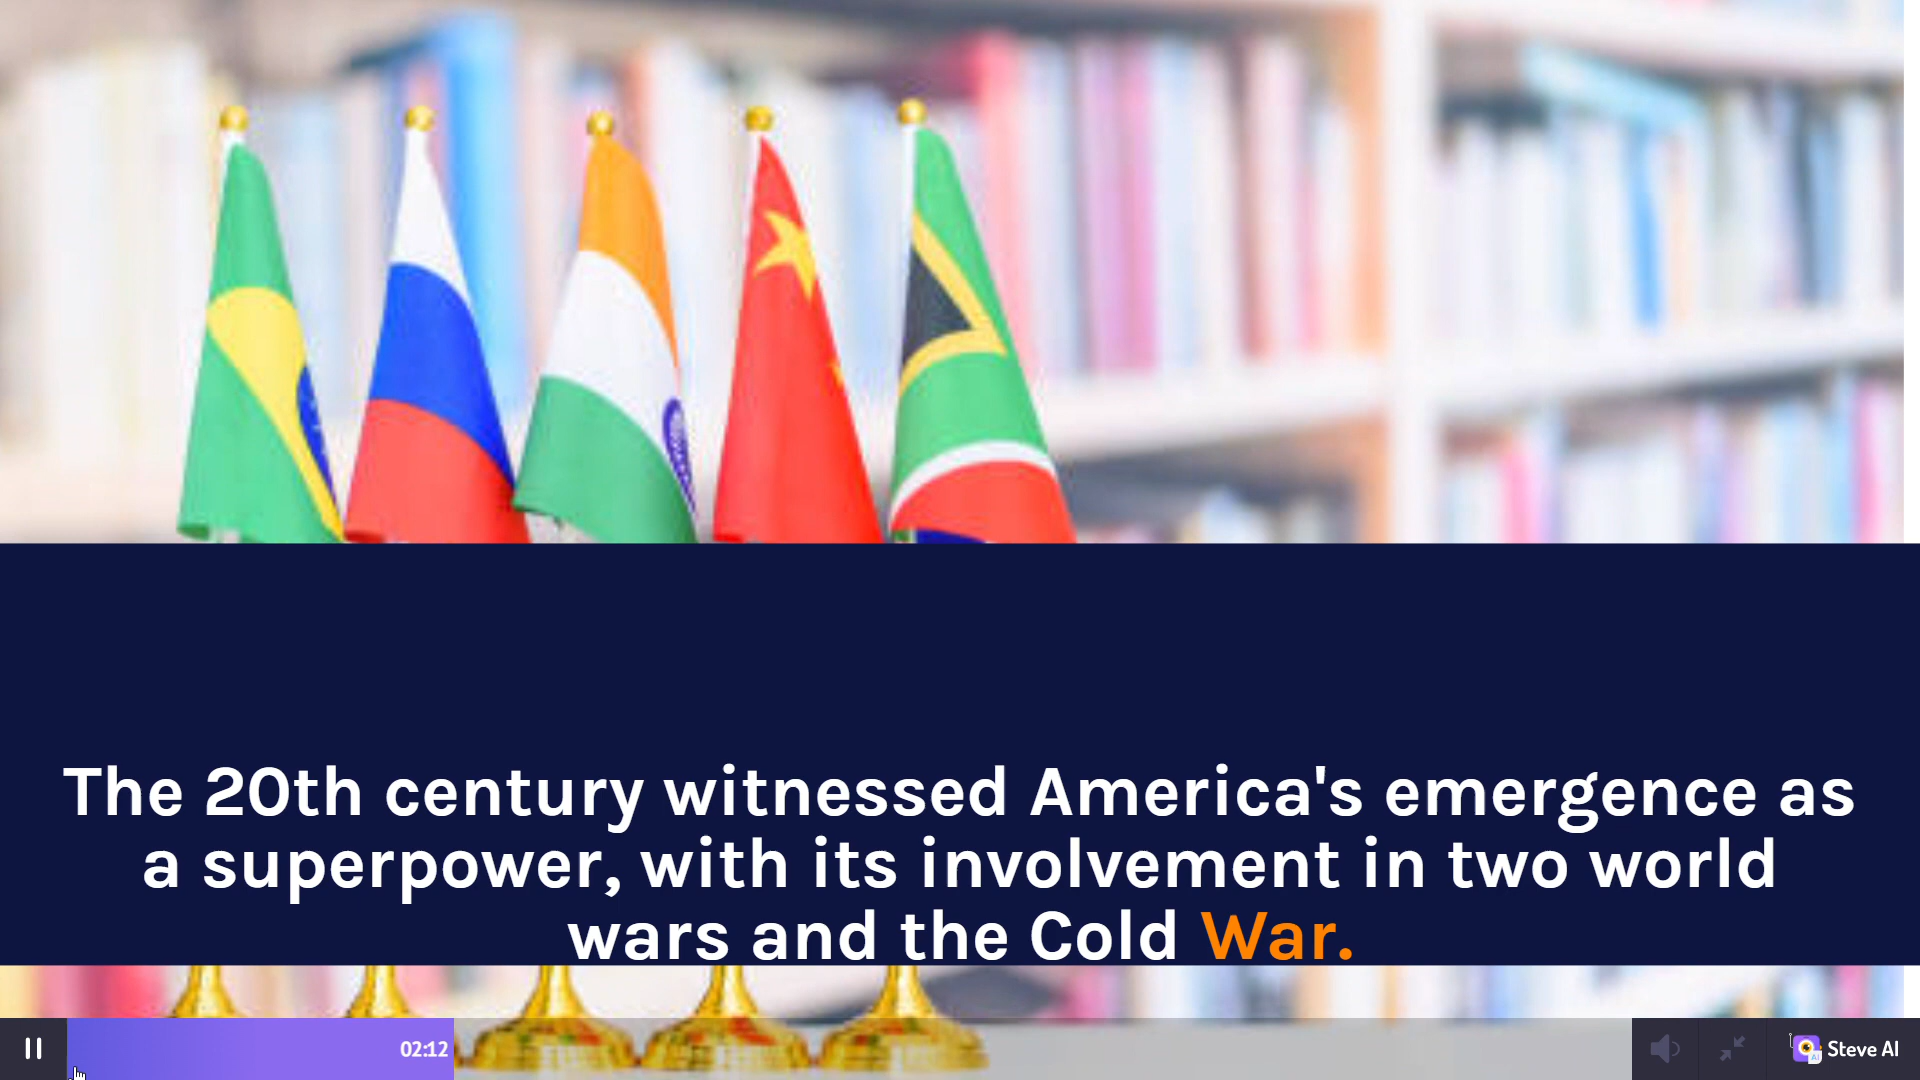 The 20th century witnessed America's emergence as
a superpower, with its involvement in two world
wars and the Cold War.
02:12
Steve AI